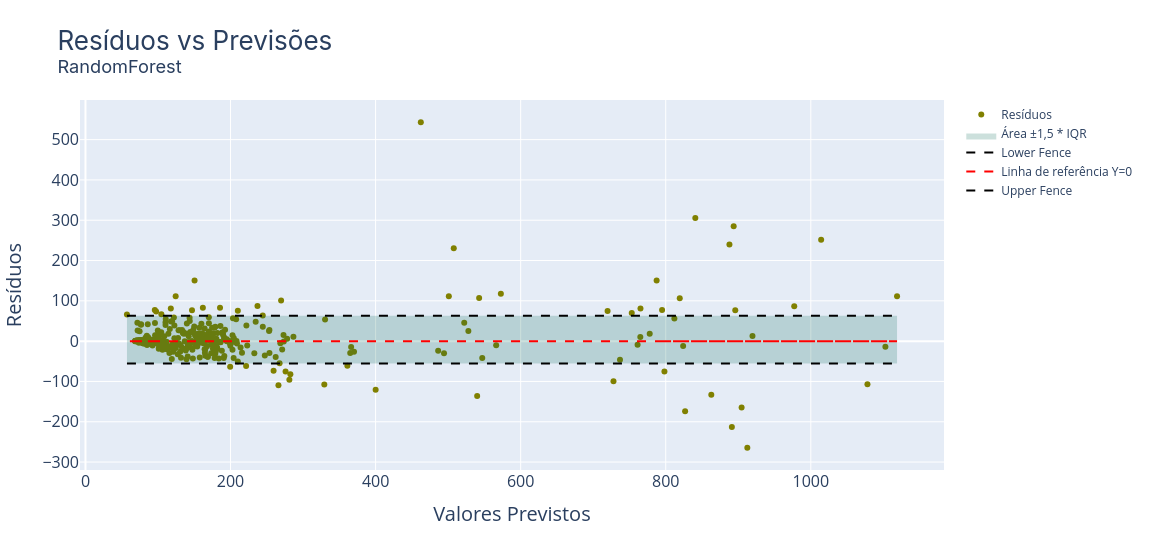 Resíduos vs Previsões
RandomForest
Resíduos
500
400
300
200
100
0
−100
−200
−300
0
200
400
600
800
1000
Valores Previstos
Resíduos
Área ±1,5 * IQR
Lower Fence
Linha de referência Y=0
Upper Fence